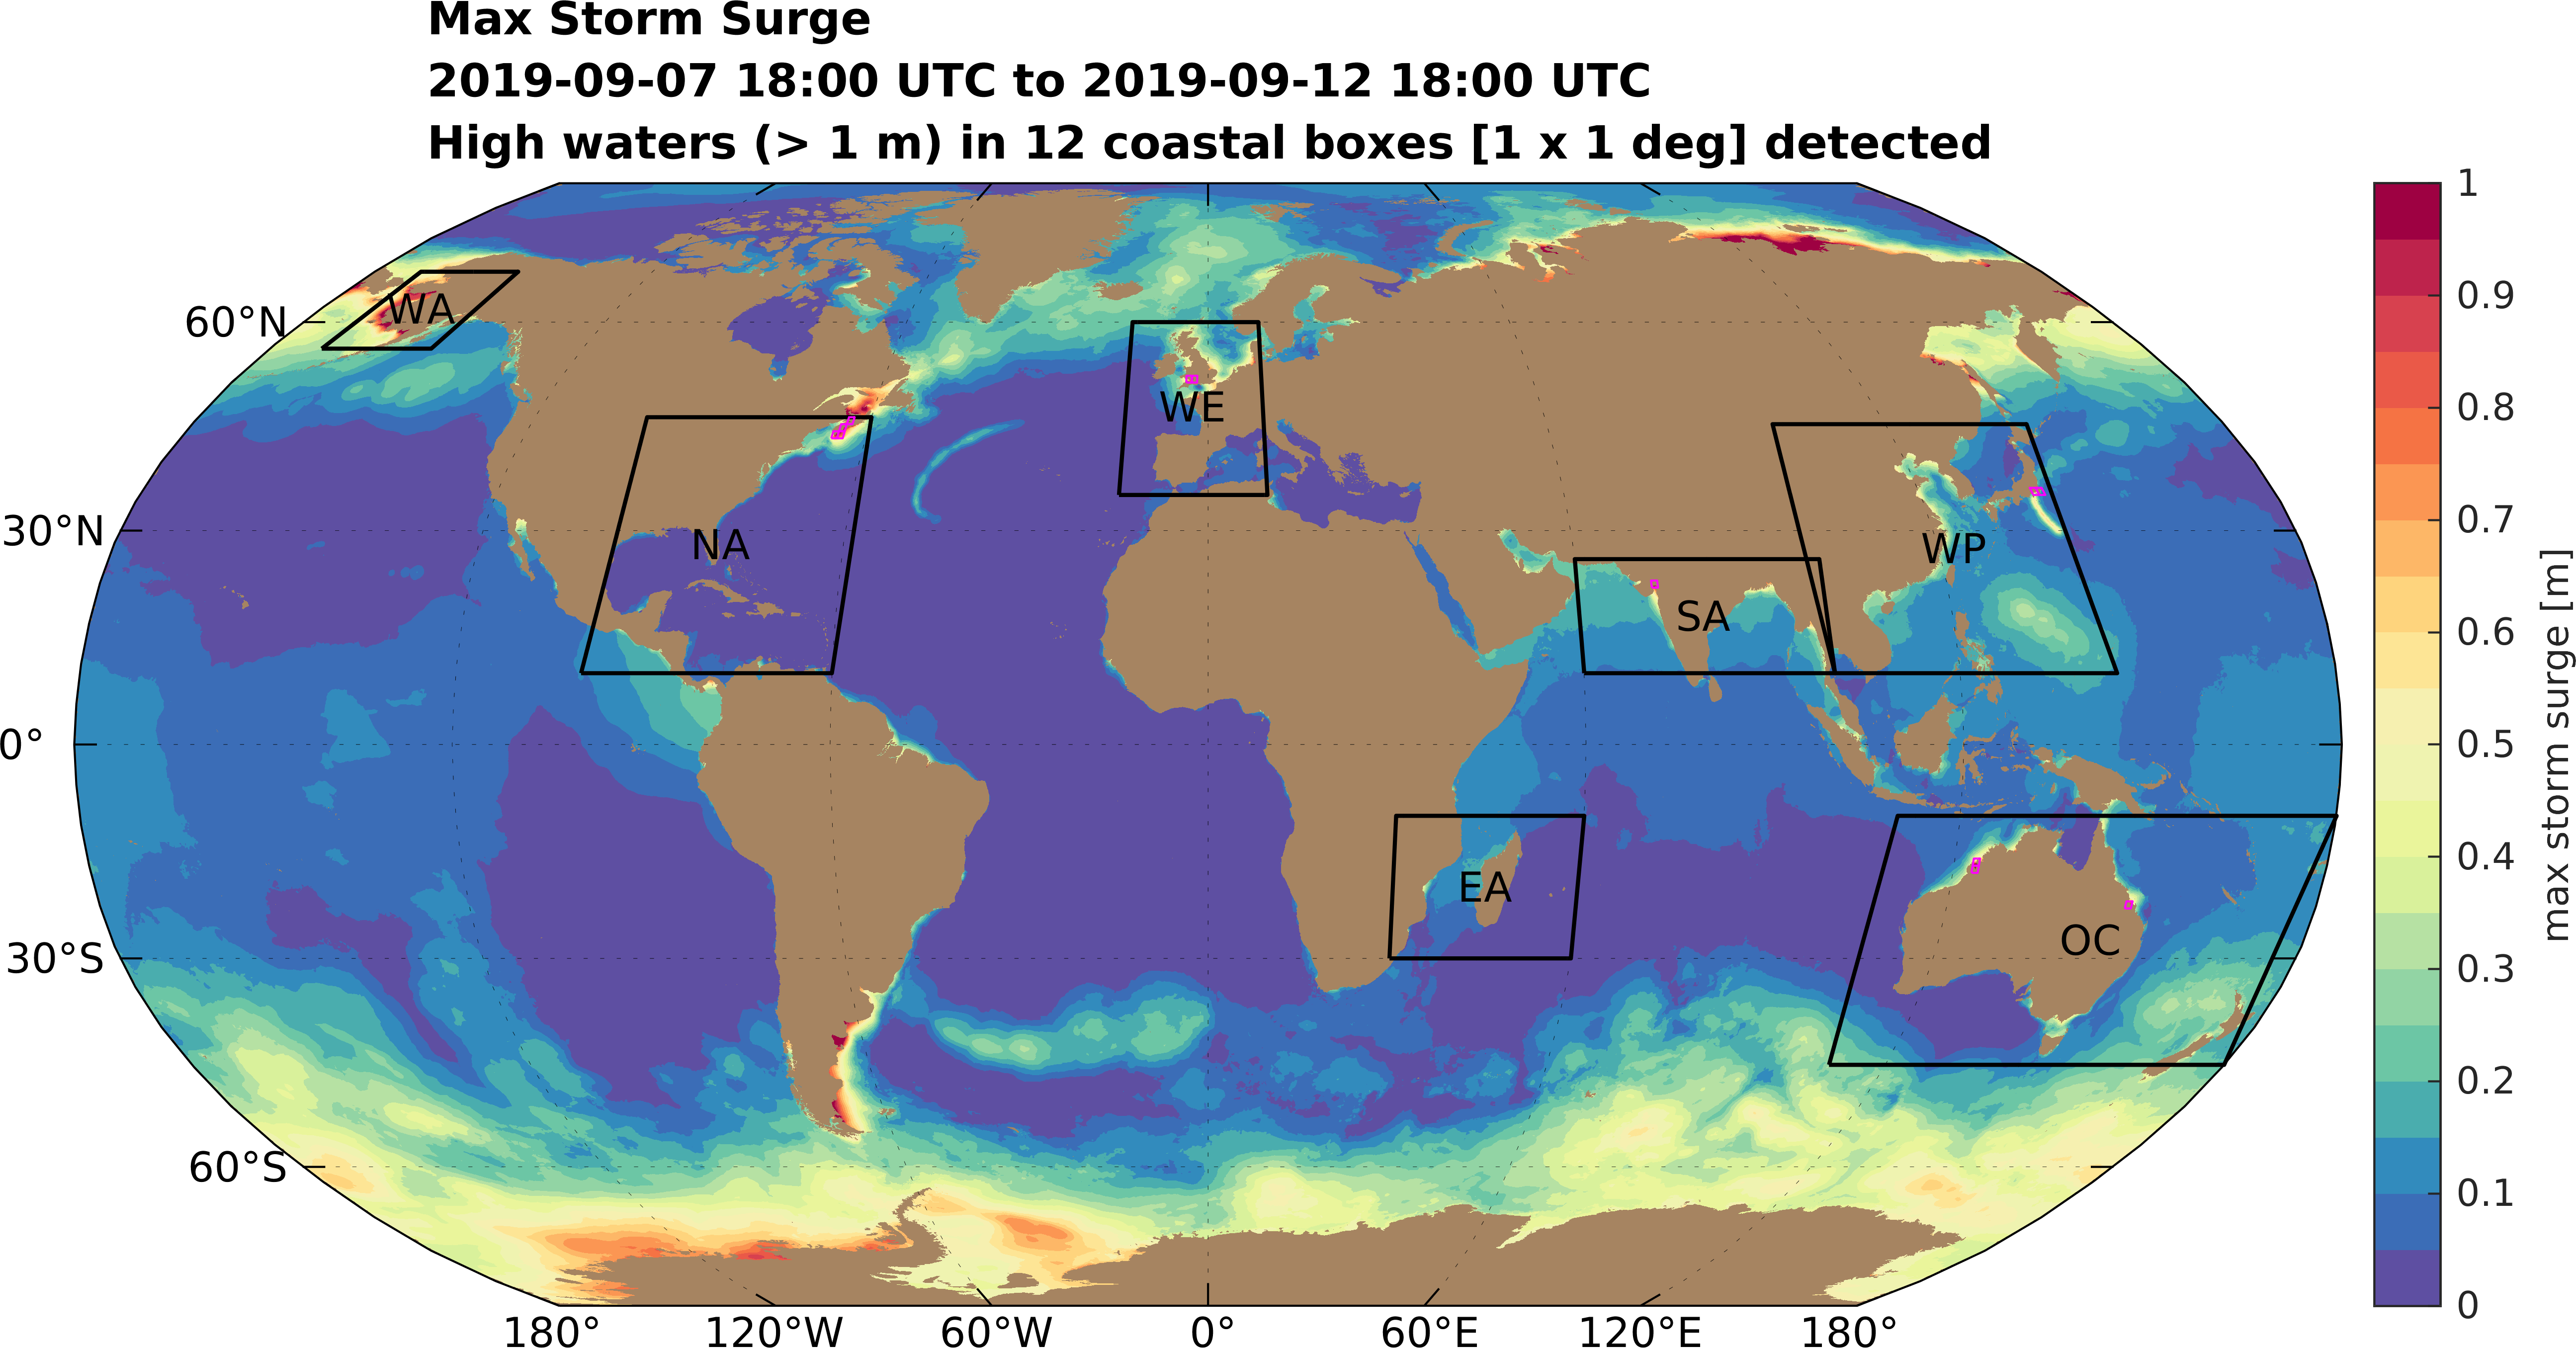 Max Storm Surge
2019-09-07 18:00 UTC to 2019-09-12 18:00 UTC
High waters (> 1 m) in 12 coastal boxes [1 x 1 deg] detected
60°N
30°N
0°
30°S
60°S
WA
NA
WE
SA
WP
EA
OC
180°
120°W
60°W
0°
60°E
120°E
180°
1
0.9
0.8
0.7
0.6
0.5
0.4
0.3
0.2
0.1
0
max storm surge [m]